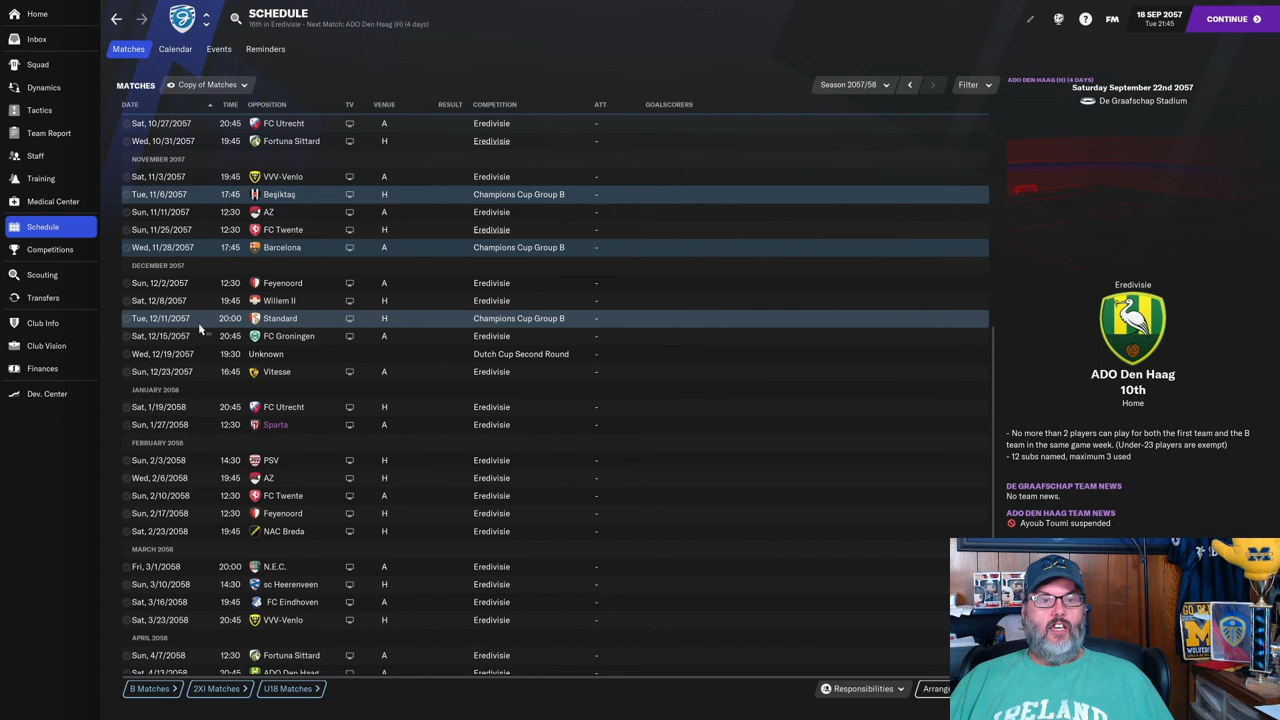 Home
Inbox
Squad
Dynamics
Tactics
Team Report
Staff
Training
Medical Center
Schedule
Competitions
Scouting
Transfers
Club Info
Club Vision
Finances
Dev. Center
SCHEDULE
16th in Eredivisie - Next Match: ADO Den Haag (H) (4 days)
FM
18 SEP 2057
Tue 21:45
CONTINUE
Matches Calendar Events Reminders
MATCHES Copy of Matches Season 2057/58 Filter
DATE TIME OPPOSITION TV VENUE RESULT COMPETITION ATT GOALSCORERS
Sat, 10/27/2057 20:45 FC Utrecht A Eredivisie -
Wed, 10/31/2057 19:45 Fortuna Sittard H Eredivisie -
NOVEMBER 2057
Sat, 11/3/2057 19:45 VVV-Venlo A Eredivisie -
Tue, 11/6/2057 17:45 Beşiktaş H Champions Cup Group B -
Sun, 11/11/2057 12:30 AZ A Eredivisie -
Sun, 11/25/2057 12:30 FC Twente H Eredivisie -
Wed, 11/28/2057 17:45 Barcelona A Champions Cup Group B -
DECEMBER 2057
Sun, 12/2/2057 12:30 Feyenoord A Eredivisie -
Sat, 12/8/2057 19:45 Willem II H Eredivisie -
Tue, 12/11/2057 20:00 Standard H Champions Cup Group B -
Sat, 12/15/2057 20:45 FC Groningen A Eredivisie -
Wed, 12/19/2057 19:30 Unknown Dutch Cup Second Round -
Sun, 12/23/2057 16:45 Vitesse A Eredivisie -
JANUARY 2058
Sat, 1/19/2058 20:45 FC Utrecht H Eredivisie -
Sun, 1/27/2058 12:30 Sparta A Eredivisie -
FEBRUARY 2058
Sun, 2/3/2058 14:30 PSV H Eredivisie -
Wed, 2/6/2058 19:45 AZ H Eredivisie -
Sun, 2/10/2058 12:30 FC Twente A Eredivisie -
Sun, 2/17/2058 12:30 Feyenoord H Eredivisie -
Sat, 2/23/2058 19:45 NAC Breda H Eredivisie -
MARCH 2058
Fri, 3/1/2058 20:00 N.E.C. A Eredivisie -
Sun, 3/10/2058 14:30 sc Heerenveen H Eredivisie -
Sat, 3/16/2058 19:45 FC Eindhoven A Eredivisie -
Sat, 3/23/2058 20:45 VVV-Venlo H Eredivisie -
APRIL 2058
Sun, 4/7/2058 12:30 Fortuna Sittard A Eredivisie -
Sat, 4/13/2058 20:45 ADO Den Haag A Eredivisie -
B Matches 2XI Matches U18 Matches Responsibilities Arrange
ADO DEN HAAG (H) (4 DAYS)
Saturday September 22nd 2057
De Graafschap Stadium
Eredivisie
ADO Den Haag
10th
Home
- No more than 2 players can play for both the first team and the B
team in the same game week. (Under-23 players are exempt)
- 12 subs named, maximum 3 used
DE GRAAFSCHAP TEAM NEWS
No team news.
ADO DEN HAAG TEAM NEWS
Ayoub Toumi suspended
GO BLUE
M
WOLVERINES
IRELAND